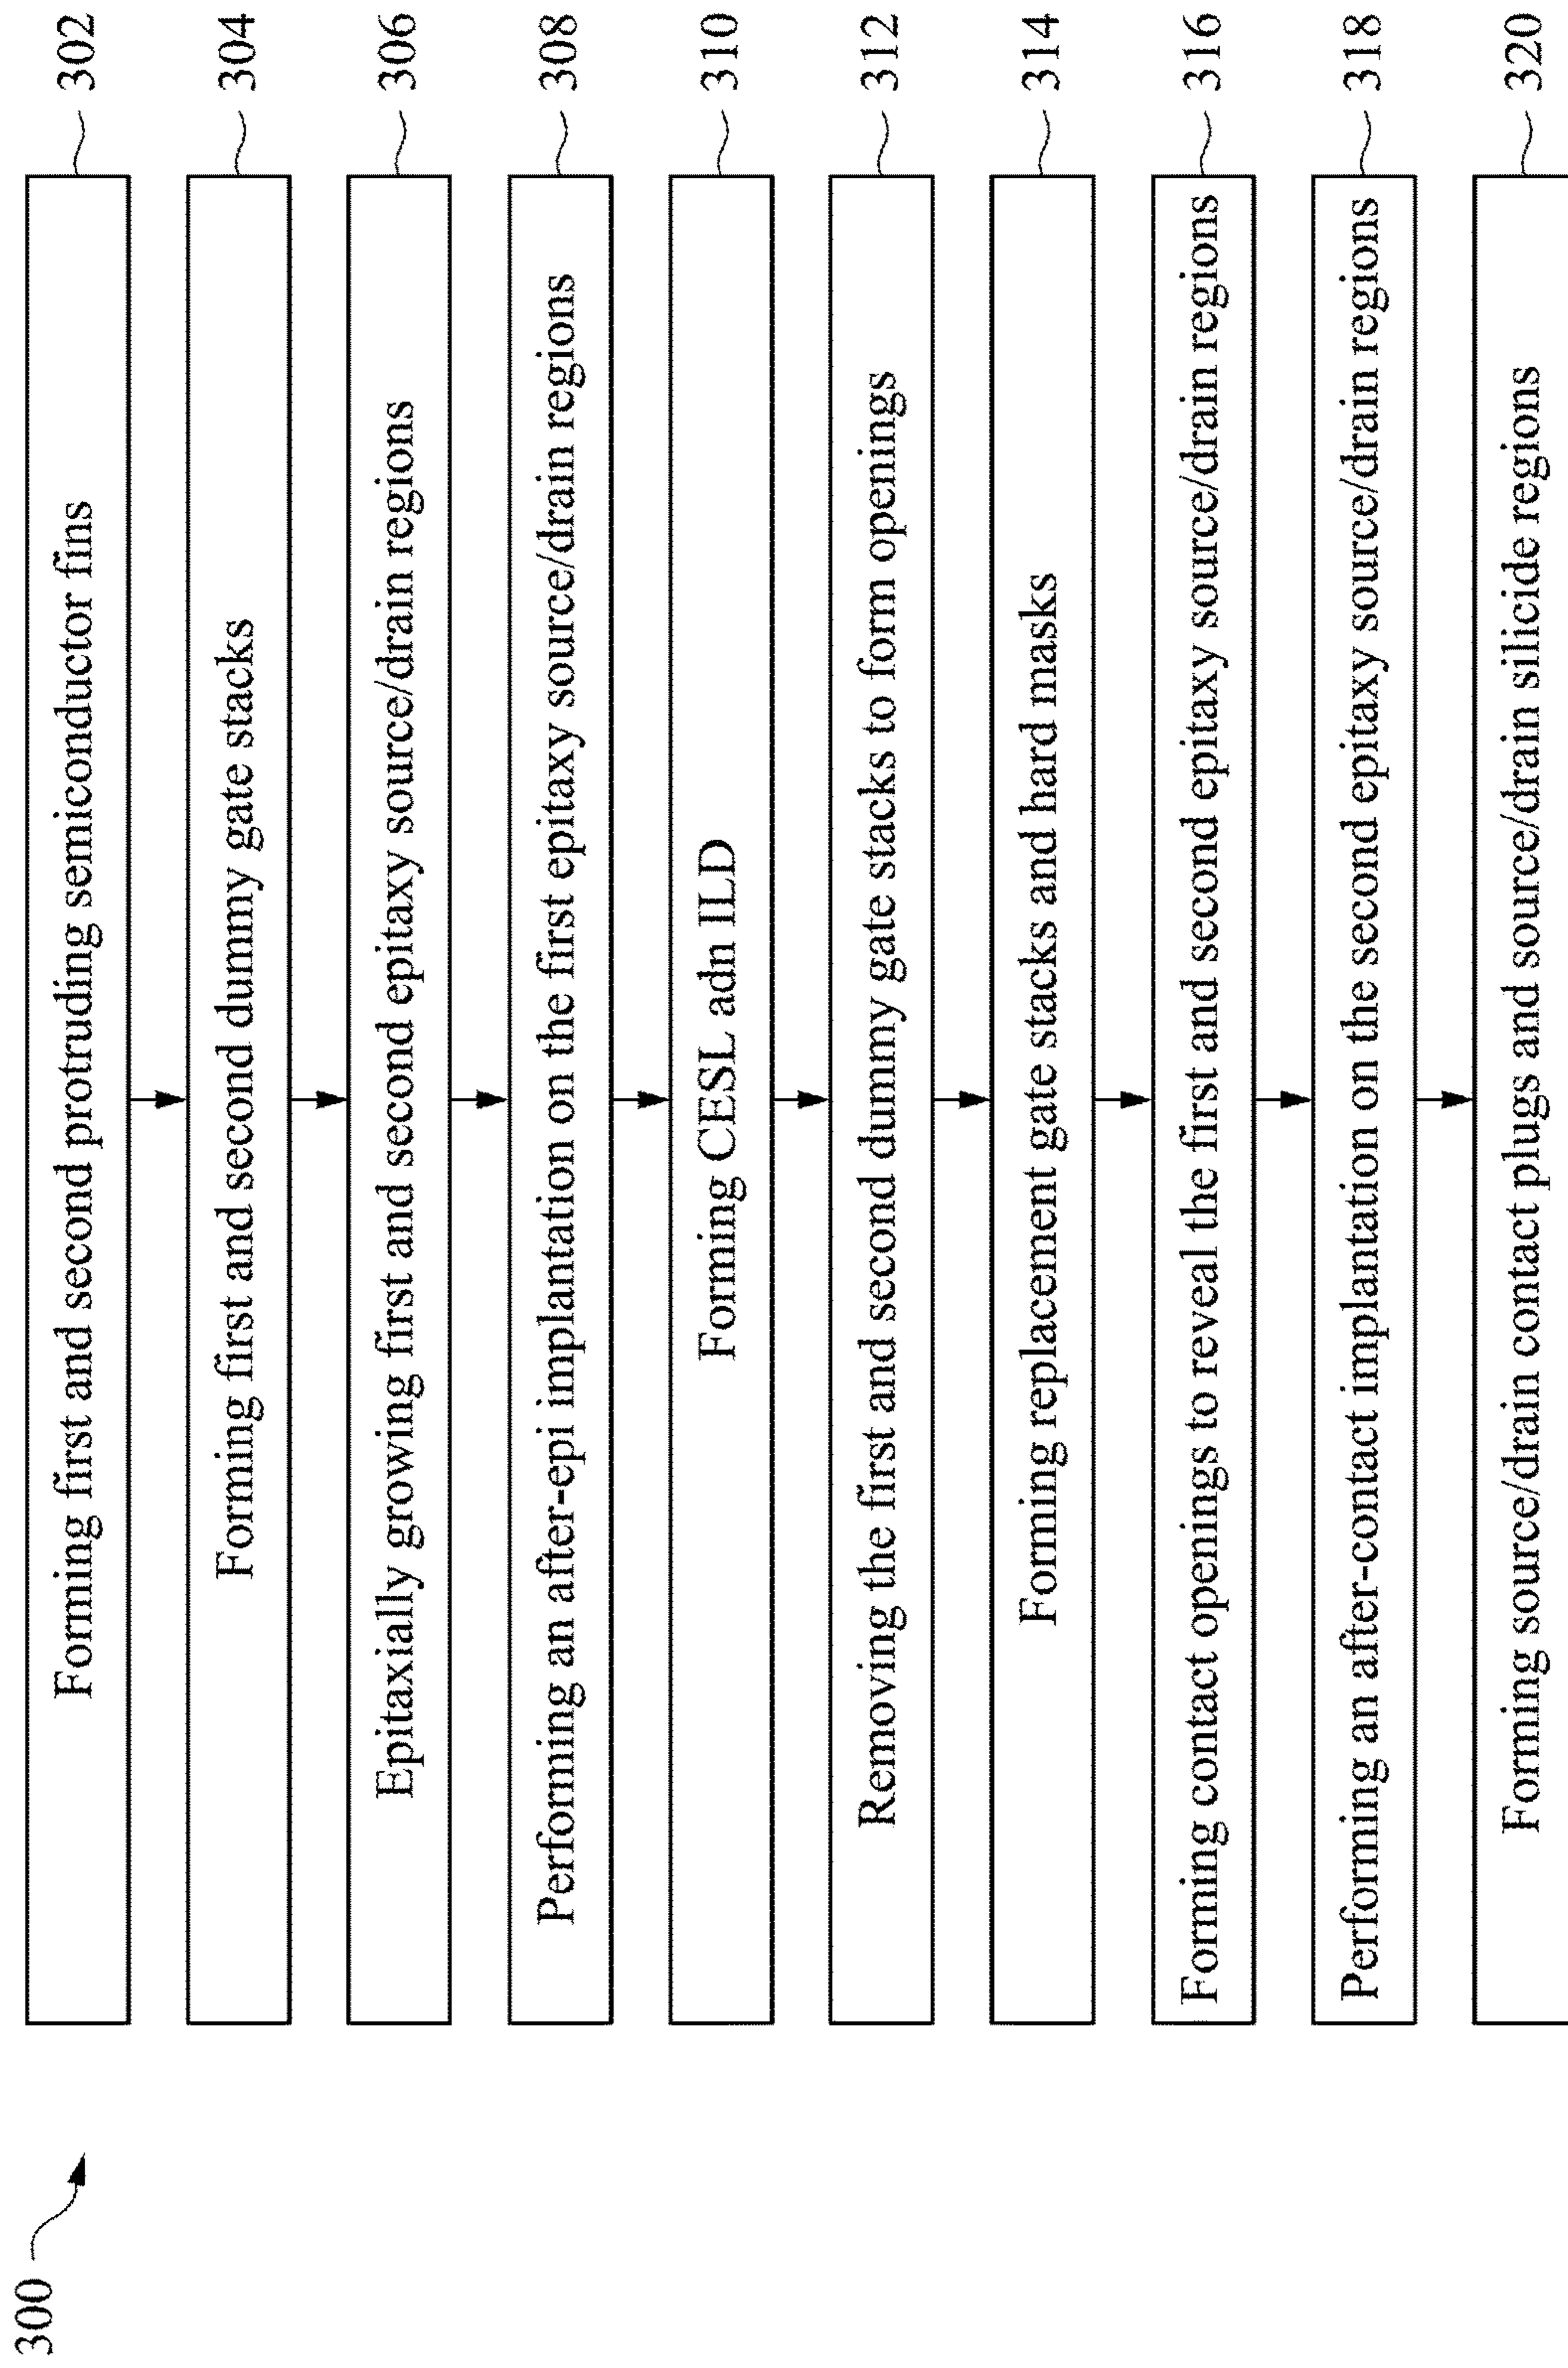 300
Forming first and second protruding semiconductor fins 302
Forming first and second dummy gate stacks 304
Epitaxially growing first and second epitaxy source/drain regions 306
Performing an after-epi implantation on the first epitaxy source/drain regions 308
Forming CESL adn ILD 310
Removing the first and second dummy gate stacks to form openings 312
Forming replacement gate stacks and hard masks 314
Forming contact openings to reveal the first and second epitaxy source/drain regions 316
Performing an after-contact implantation on the second epitaxy source/drain regions 318
Forming source/drain contact plugs and source/drain silicide regions 320